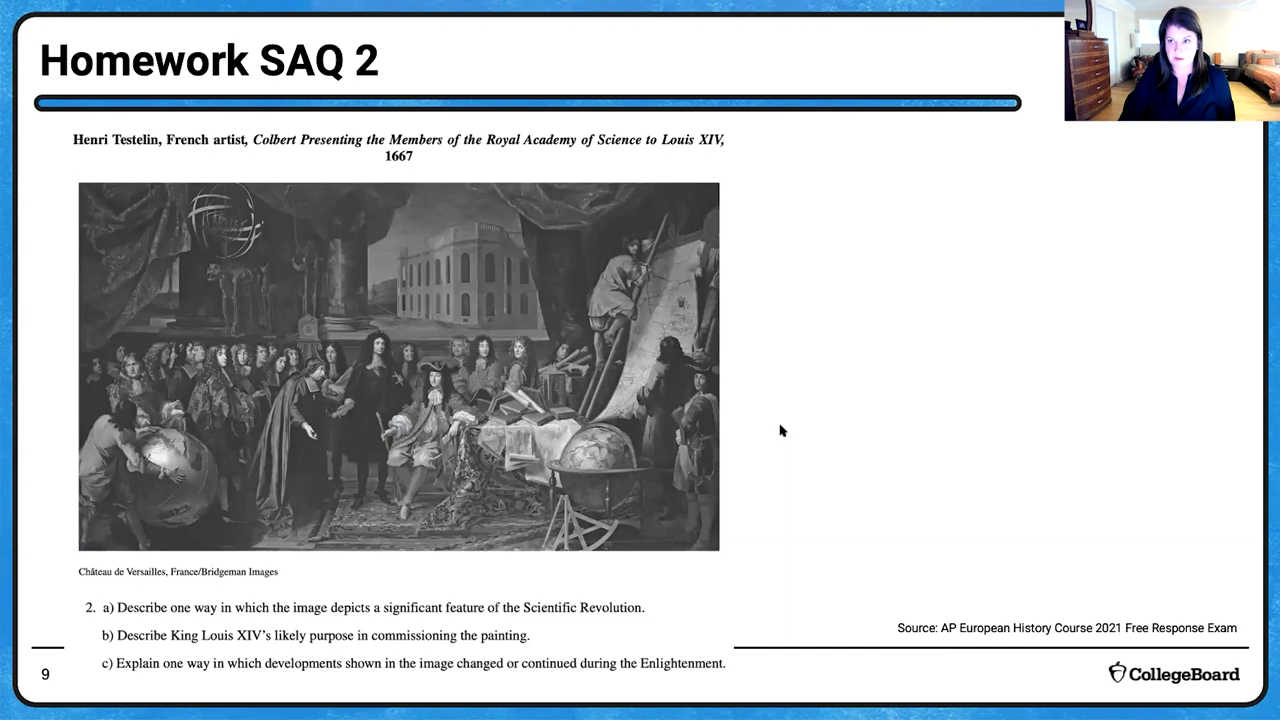 Homework SAQ 2
Henri Testelin, French artist, Colbert Presenting the Members of the Royal Academy of Science to Louis XIV,
1667
Château de Versailles, France/Bridgeman Images
2. a) Describe one way in which the image depicts a significant feature of the Scientific Revolution.
b) Describe King Louis XIV's likely purpose in commissioning the painting.
c) Explain one way in which developments shown in the image changed or continued during the Enlightenment.
Source: AP European History Course 2021 Free Response Exam
9
CollegeBoard